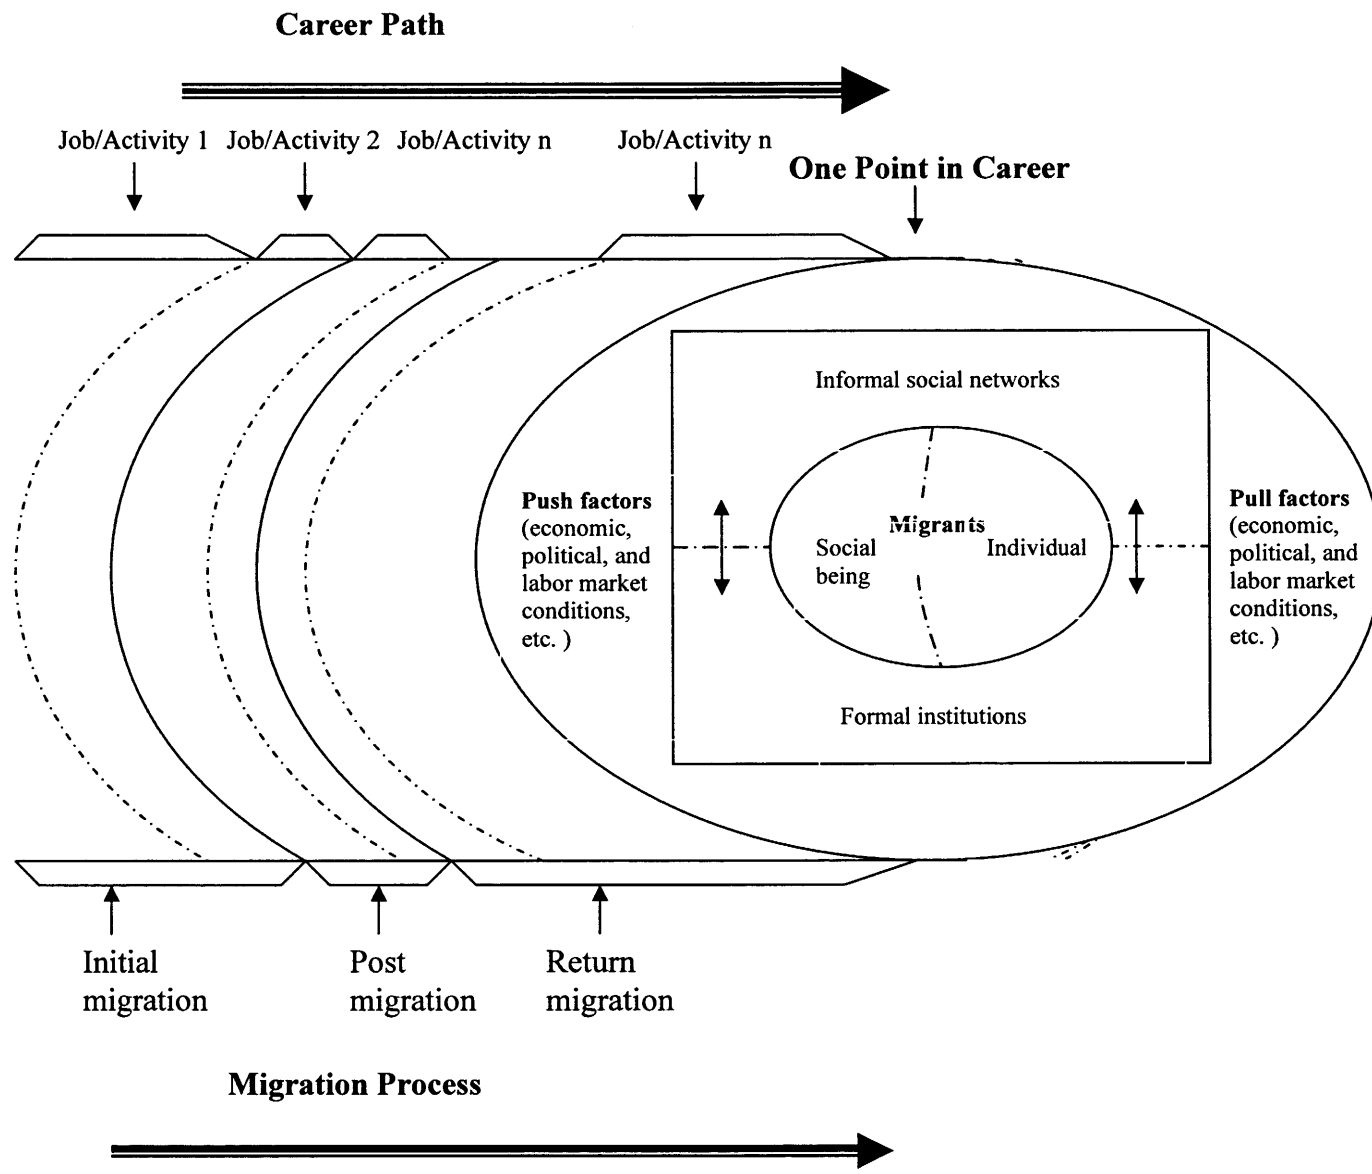 Career Path
Job/Activity 1 Job/Activity 2 Job/Activity n Job/Activity n
One Point in Career
Informal social networks
Push factors
(economic,
political, and
labor market
conditions,
etc. )
Migrants
Social
being
Individual
Pull factors
(economic,
political, and
labor market
conditions,
etc. )
Formal institutions
Initial
migration
Post
migration
Return
migration
Migration Process